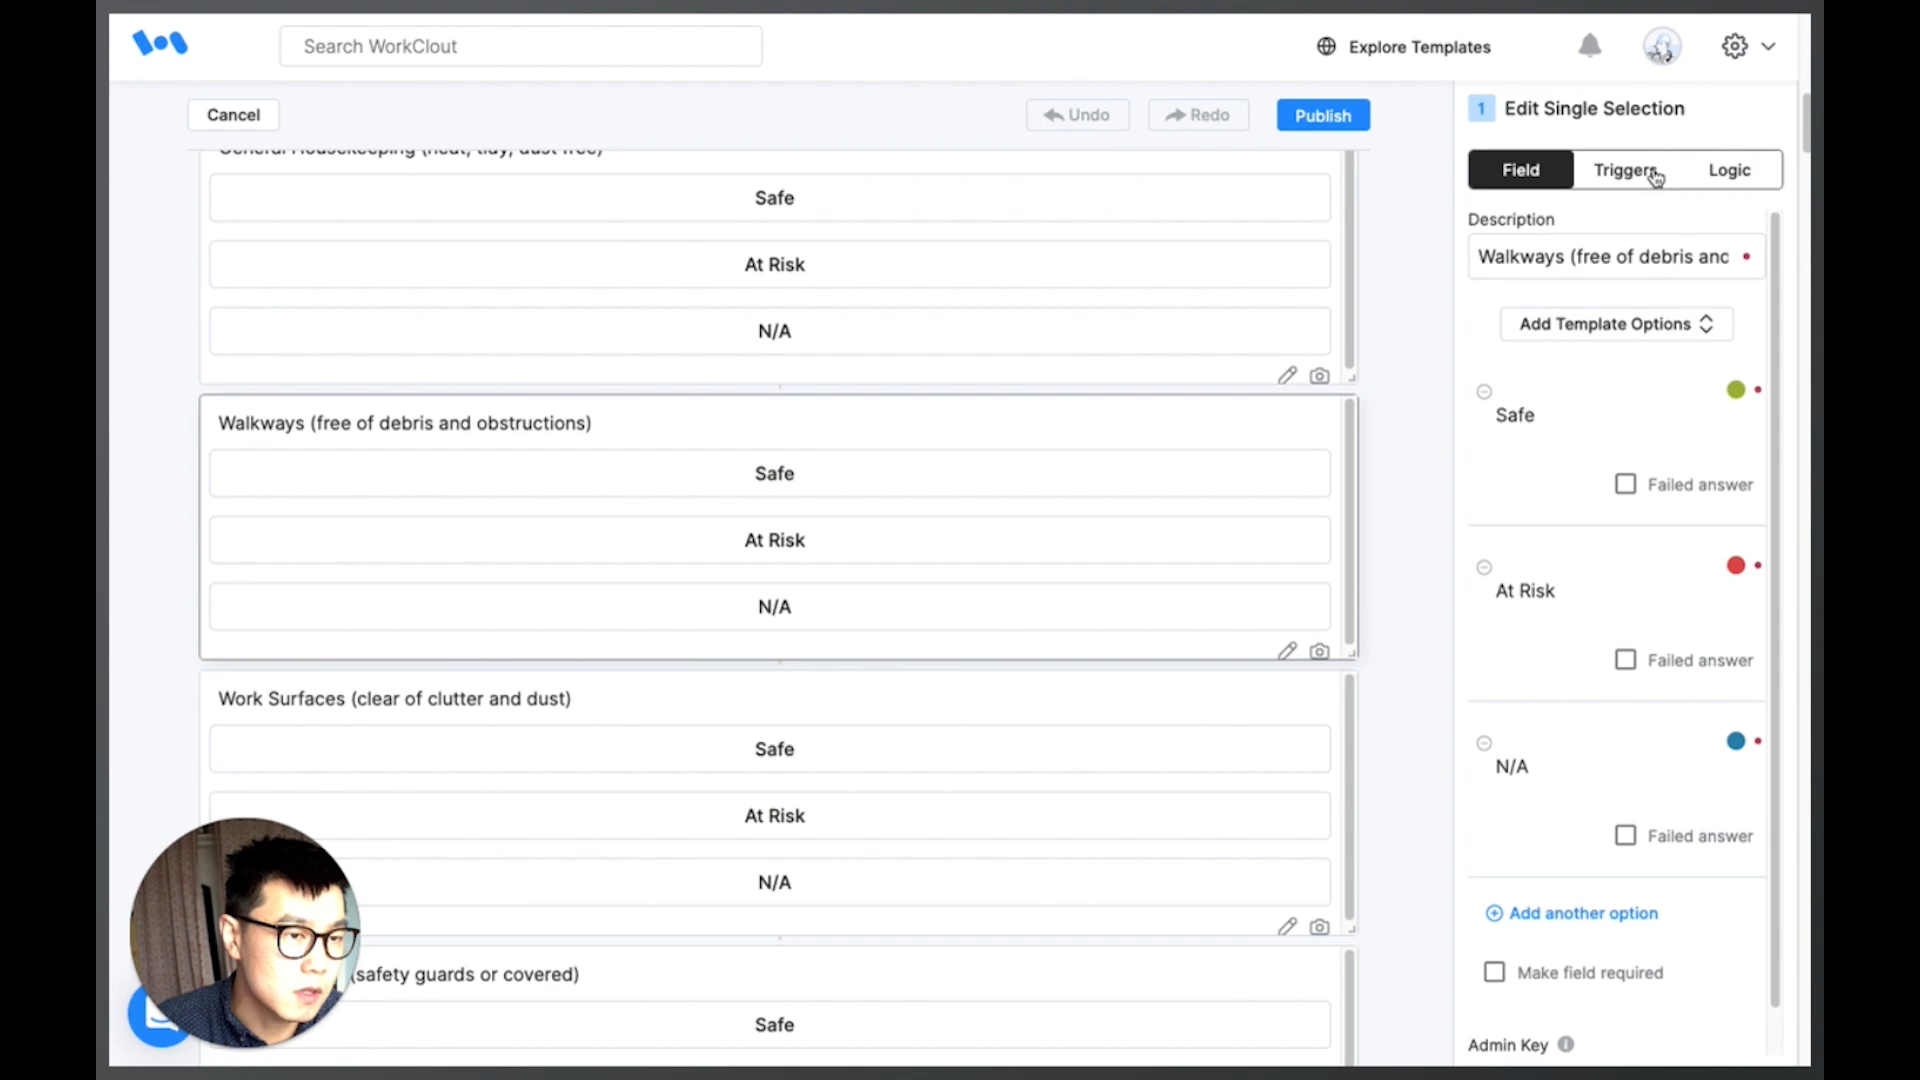 Search WorkClout
Explore Templates
Cancel
Undo
Redo
Publish
General Housekeeping (neat, tidy, dust free)
Safe
At Risk
N/A
Walkways (free of debris and obstructions)
Safe
At Risk
N/A
Work Surfaces (clear of clutter and dust)
Safe
At Risk
N/A
(safety guards or covered)
Safe
1 Edit Single Selection
Field Triggers Logic
Description
Walkways (free of debris and
Add Template Options
Safe
Failed answer
At Risk
Failed answer
N/A
Failed answer
Add another option
Make field required
Admin Key